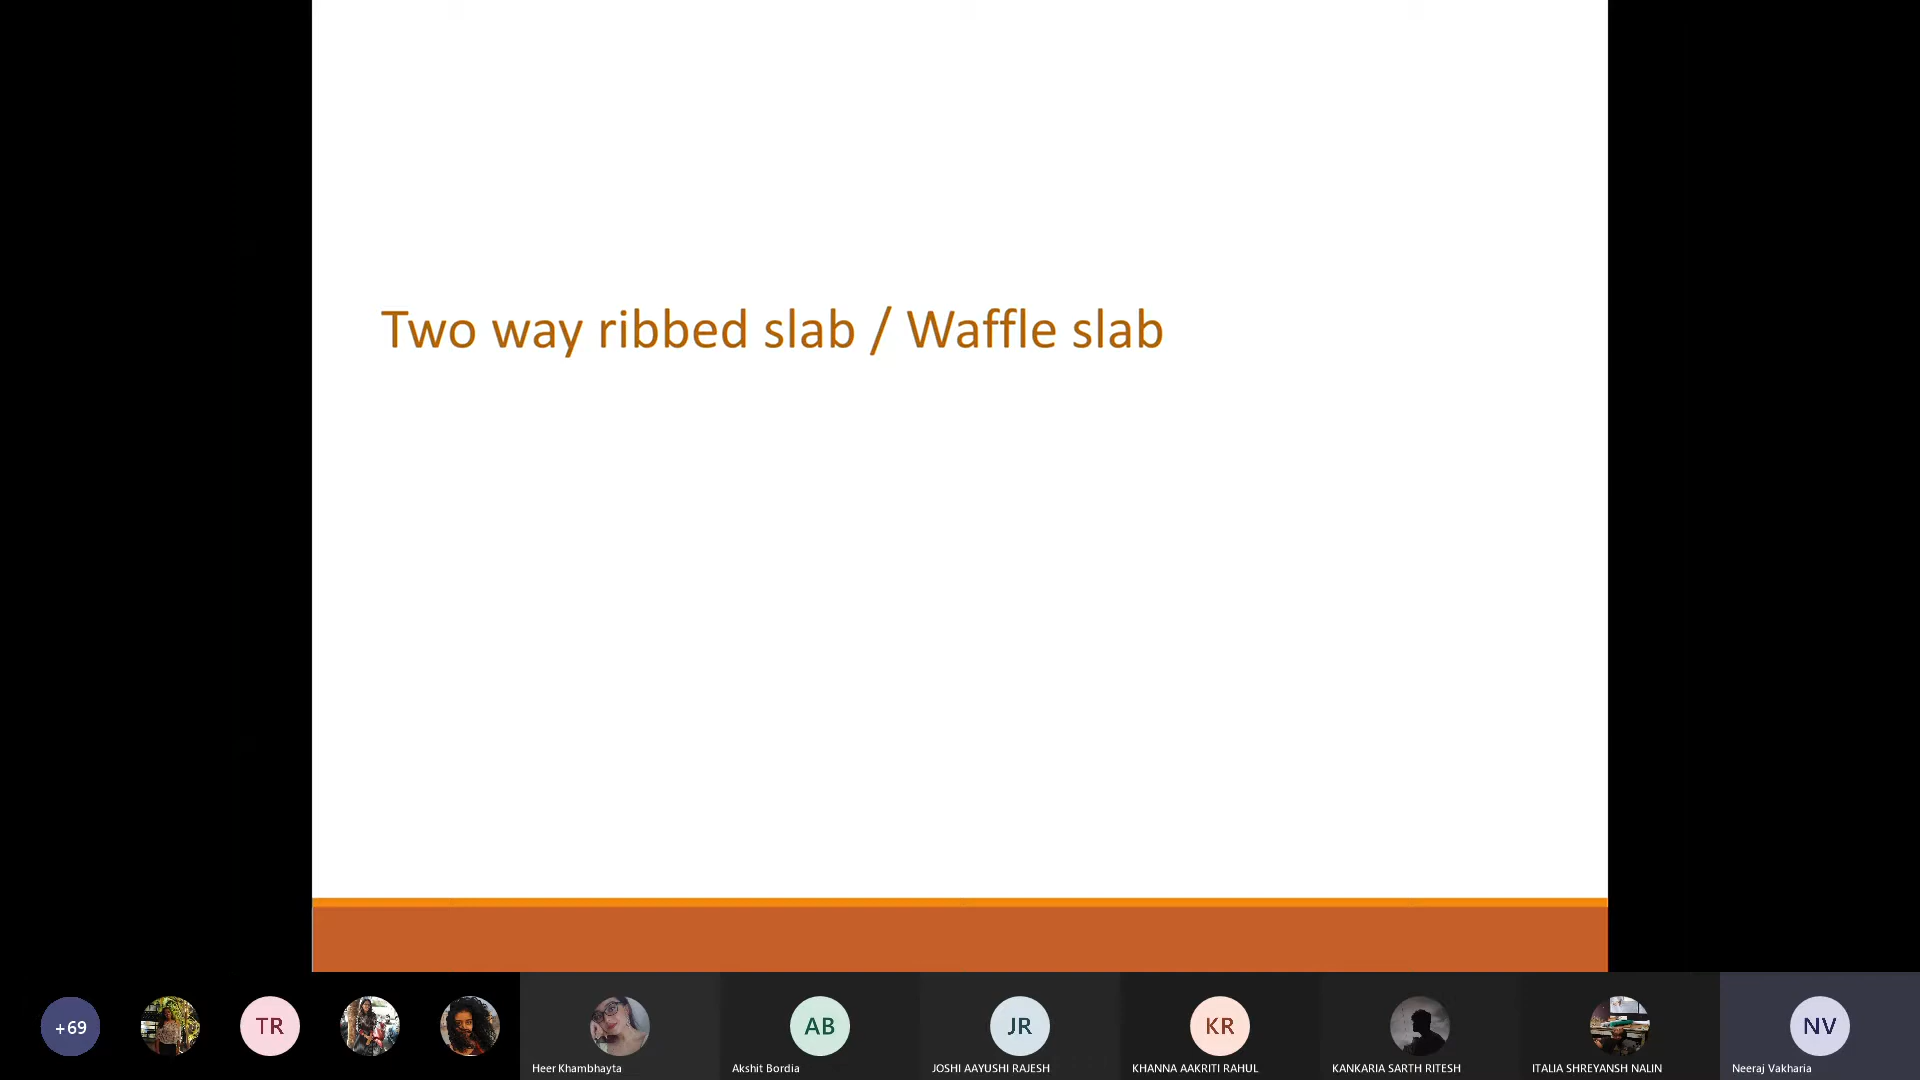 Two way ribbed slab / Waffle slab
+69
TR
AB
JR
KR
NV
Heer Khambhayta
Akshit Bordia
JOSHI AAYUSHI RAJESH
KHANNA AAKRITI RAHUL
KANKARIA SARTH RITESH
ITALIA SHREYANSH NALIN
Neeraj Vakharia